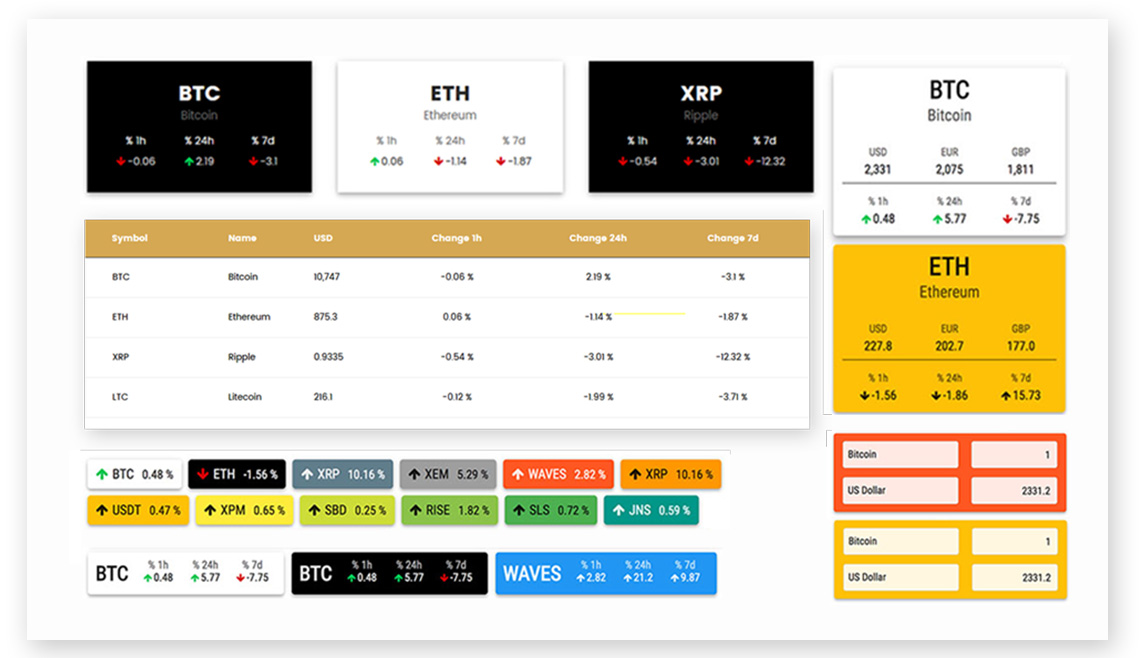 BTC
Bitcoin
% 1h % 24h % 7d
-0.06 2.19 -3.1
ETH
Ethereum
% 1h % 24h % 7d
0.06 -1.14 -1.87
XRP
Ripple
% 1h % 24h % 7d
-0.54 -3.01 -12.32
Symbol Name USD Change 1h Change 24h Change 7d
BTC Bitcoin 10,747 -0.06 % 2.19 % -3.1 %
ETH Ethereum 875.3 0.06 % -1.14 % -1.87 %
XRP Ripple 0.9335 -0.54 % -3.01 % -12.32 %
LTC Litecoin 216.1 -0.12 % -1.99 % -3.71 %
BTC 0.48 % ETH -1.56 % XRP 10.16 % XEM 5.29 % WAVES 2.82 % XRP 10.16 %
USDT 0.47 % XPM 0.65 % SBD 0.25 % RISE 1.82 % SLS 0.72 % JNS 0.59 %
BTC
% 1h % 24h % 7d
0.48 5.77 -7.75
BTC
% 1h % 24h % 7d
0.48 5.77 -7.75
WAVES
% 1h % 24h % 7d
2.82 21.2 9.87
BTC
Bitcoin
USD EUR GBP
2,331 2,075 1,811
% 1h % 24h % 7d
0.48 5.77 -7.75
ETH
Ethereum
USD EUR GBP
227.8 202.7 177.0
% 1h % 24h % 7d
-1.56 -1.86 15.73
Bitcoin 1
US Dollar 2331.2
Bitcoin 1
US Dollar 2331.2